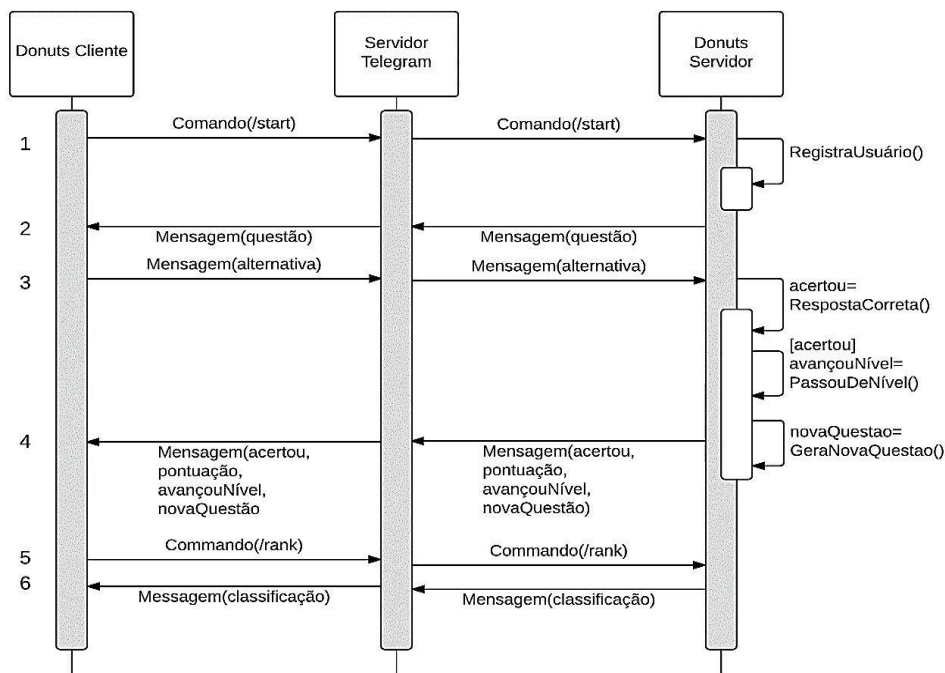 Donuts Cliente
Servidor
Telegram
Donuts
Servidor
1
Comando(/start)
Comando(/start)
RegistraUsuário()
2
Mensagem(questão)
Mensagem(questão)
3
Mensagem(alternativa)
Mensagem(alternativa)
acertou=
RespostaCorreta()
[acertou]
avançouNível=
PassouDeNível()
4
Mensagem(acertou,
pontuação,
avançouNível,
novaQuestão
Mensagem(acertou,
pontuação,
avançouNível,
novaQuestão)
novaQuestao=
GeraNovaQuestao()
5
Commando(/rank)
Commando(/rank)
6
Messagem(classificação)
Mensagem(classificação)